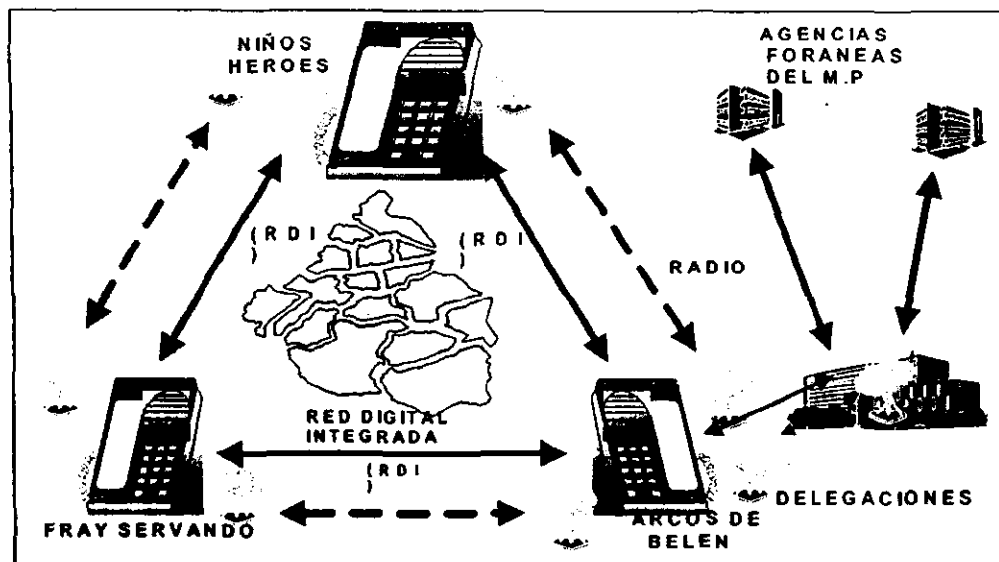 NIÑOS
HEROES
AGENCIAS
FORANEAS
DEL M.P
(RDI
)
(RDI
)
RADIO
RED DIGITAL
INTEGRADA
(RDI
)
FRAY SERVANDO
ARCOS DE
BELEN
DELEGACIONES